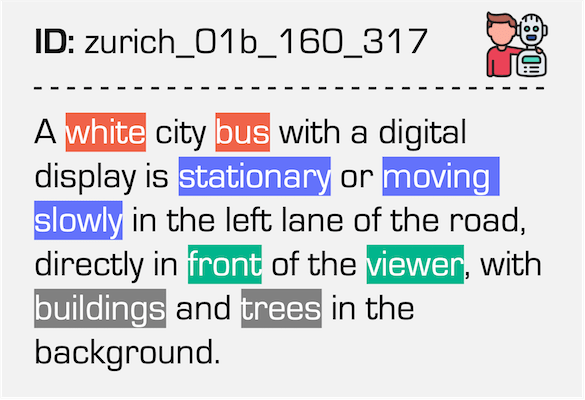 ID: zurich_01b_160_317
A white city bus with a digital
display is stationary or moving
slowly in the left lane of the road,
directly in front of the viewer, with
buildings and trees in the
background.